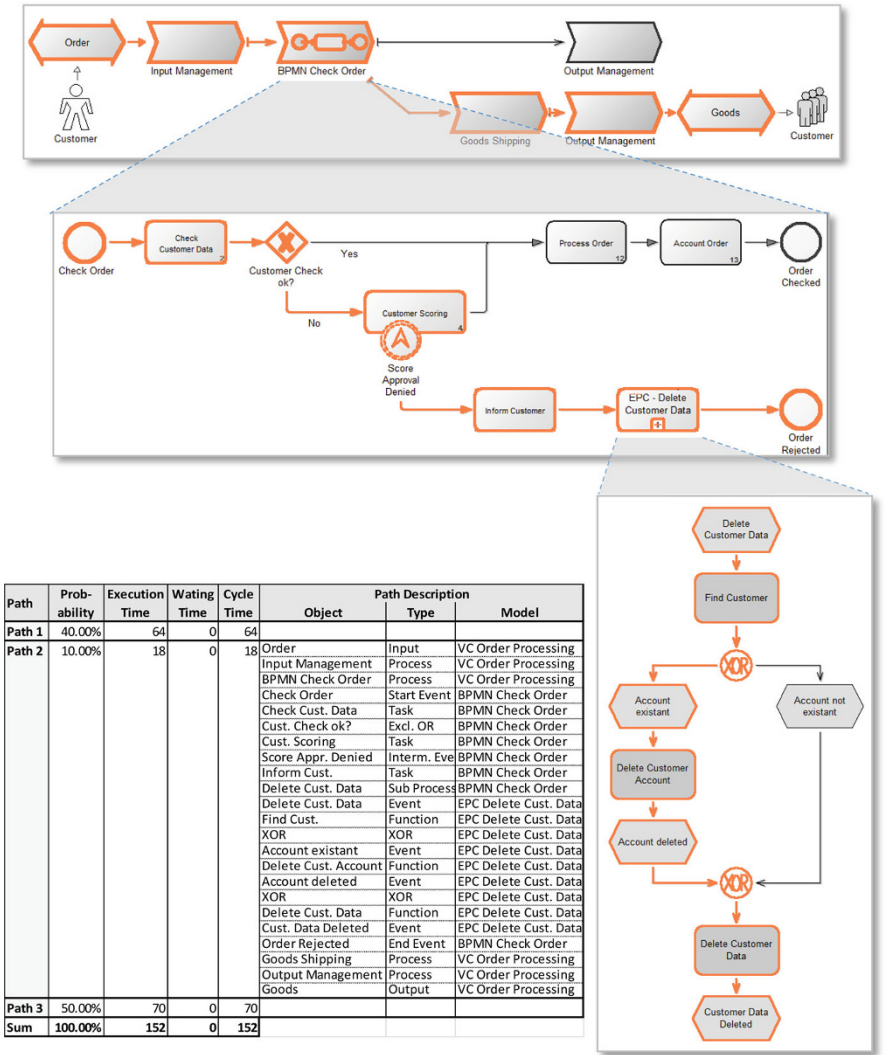 Order
Input Management
BPMN Check Order
Output Management
Customer
Goods Shipping
Output Management
Goods
Customer
Check Order
Check
Customer Data
2
Customer Check
ok?
Yes
No
Customer Scoring
4
Score
Approval
Denied
Process Order
12
Account Order
13
Order
Checked
Inform Customer
EPC - Delete
Customer Data
Order
Rejected
Delete
Customer Data
Find Customer
XOR
Account
existant
Account not
existant
Delete Customer
Account
Account deleted
XOR
Delete Customer
Data
Customer Data
Deleted
Path Prob-ability Execution Time Wating Time Cycle Time Path Description
Object Type Model
Path 1 40.00% 64 0 64
Path 2 10.00% 18 0 18 Order Input VC Order Processing
Input Management Process VC Order Processing
BPMN Check Order Process VC Order Processing
Check Order Start Event BPMN Check Order
Check Cust. Data Task BPMN Check Order
Cust. Check ok? Excl. OR BPMN Check Order
Cust. Scoring Task BPMN Check Order
Score Appr. Denied Interm. Eve BPMN Check Order
Inform Cust. Task BPMN Check Order
Delete Cust. Data Sub Process BPMN Check Order
Delete Cust. Data Event EPC Delete Cust. Data
Find Cust. Function EPC Delete Cust. Data
XOR XOR EPC Delete Cust. Data
Account existant Event EPC Delete Cust. Data
Delete Cust. Account Function EPC Delete Cust. Data
Account deleted Event EPC Delete Cust. Data
XOR XOR EPC Delete Cust. Data
Delete Cust. Data Function EPC Delete Cust. Data
Cust. Data Deleted Event EPC Delete Cust. Data
Order Rejected End Event BPMN Check Order
Goods Shipping Process VC Order Processing
Output Management Process VC Order Processing
Goods Output VC Order Processing
Path 3 50.00% 70 0 70
Sum 100.00% 152 0 152